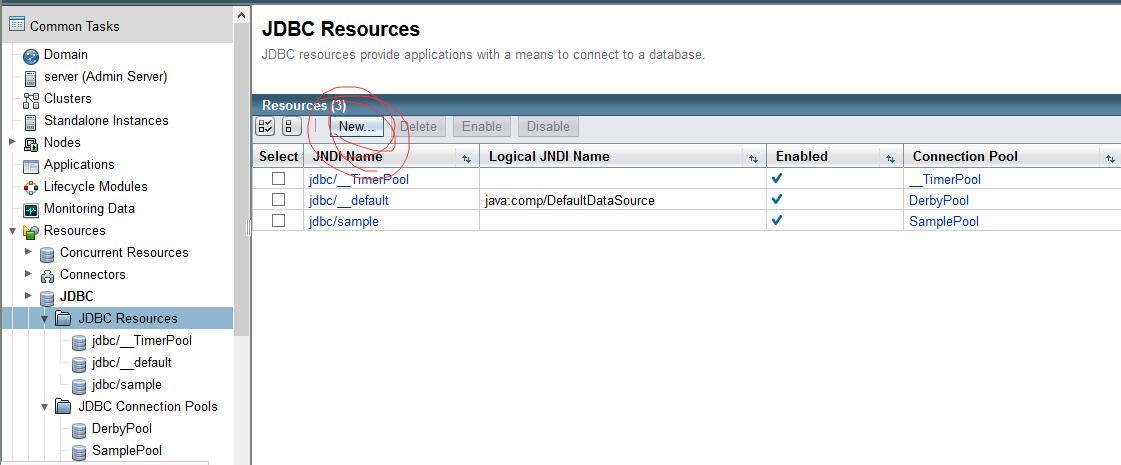 Common Tasks
Domain
server (Admin Server)
Clusters
Standalone Instances
Nodes
Applications
Lifecycle Modules
Monitoring Data
Resources
Concurrent Resources
Connectors
JDBC
JDBC Resources
jdbc/__TimerPool
jdbc/__default
jdbc/sample
JDBC Connection Pools
DerbyPool
SamplePool
JDBC Resources
JDBC resources provide applications with a means to connect to a database.
Resources (3)
New... Delete Enable Disable
Select JNDI Name Logical JNDI Name Enabled Connection Pool
jdbc/__TimerPool __TimerPool
jdbc/__default java:comp/DefaultDataSource DerbyPool
jdbc/sample SamplePool